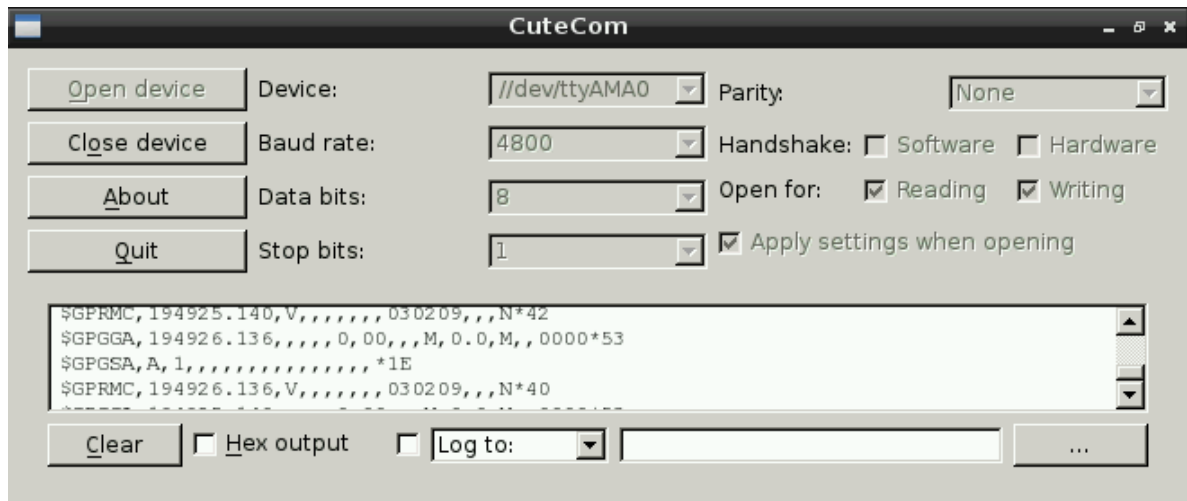 CuteCom
Open device Device: //dev/ttyAMA0 Parity: None
Close device Baud rate: 4800 Handshake: Software Hardware
About Data bits: 8 Open for: Reading Writing
Quit Stop bits: 1 Apply settings when opening
$GPRMC,194925.140,V,,,,,,,030209,,,N*42
$GPGGA,194926.136,,,,,0,00,,,M,0.0,M,,0000*53
$GPGSA,A,1,,,,,,,,,,,,,,,*1E
$GPRMC,194926.136,V,,,,,,,030209,,,N*40
Clear Hex output Log to: ...